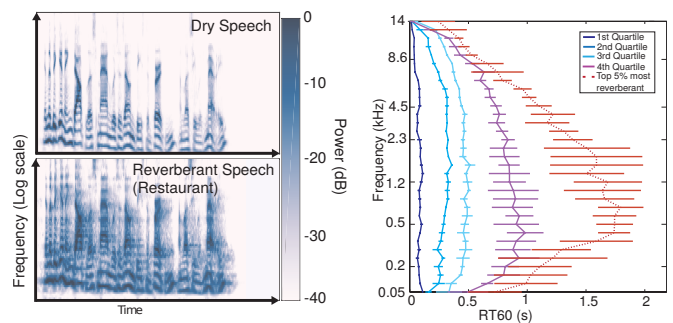 Dry Speech
Reverberant Speech
(Restaurant)
Frequency (Log scale)
Time
0
-10
-20
-30
-40
Power (dB)
14
8.6
4.5
2.3
1.2
0.5
0.2
0.05
Frequency (kHz)
0
0.5
1
1.5
2
RT60 (s)
1st Quartile
2nd Quartile
3rd Quartile
4th Quartile
Top 5% most
reverberant